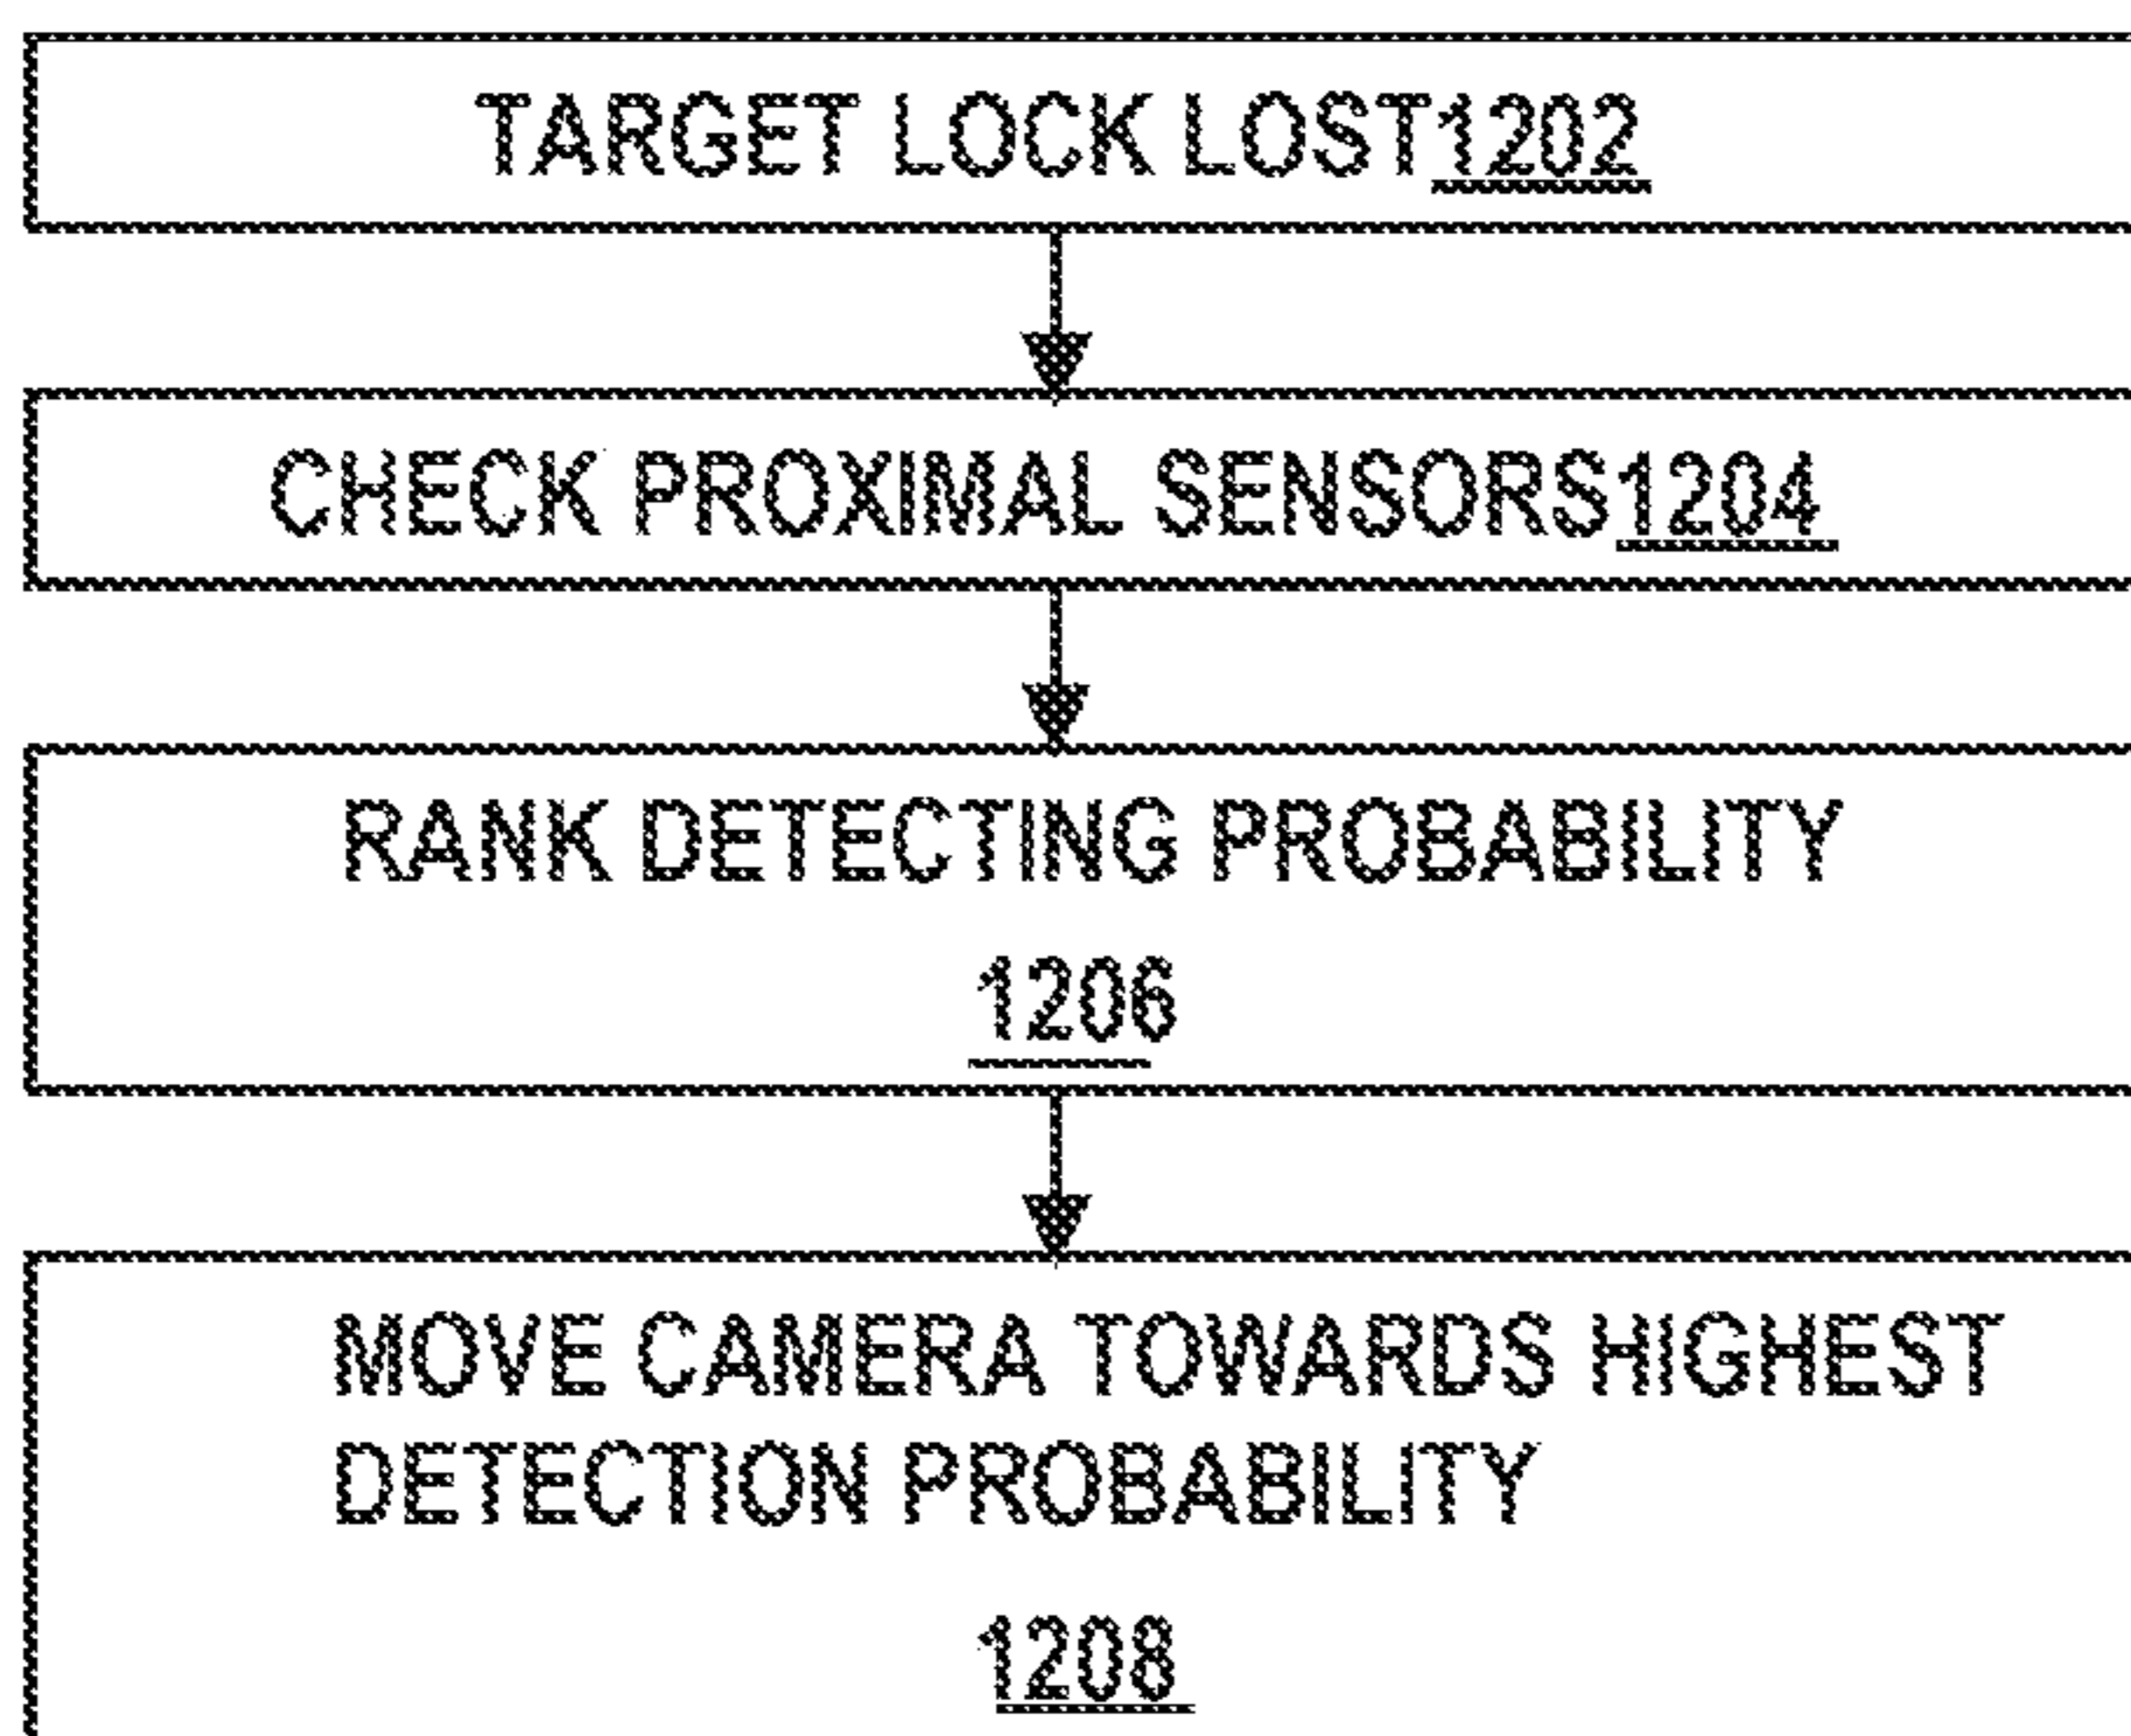 TARGET LOCK LOST1202
CHECK PROXIMAL SENSORS1204
RANK DETECTING PROBABILITY
1206
MOVE CAMERA TOWARDS HIGHEST
DETECTION PROBABILITY
1208